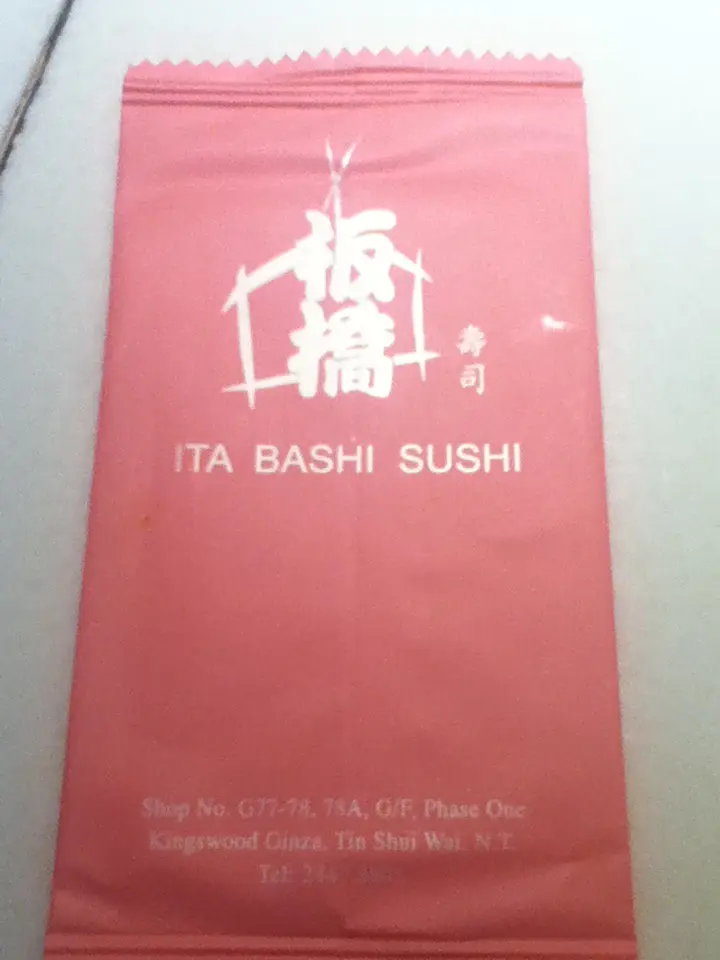 板橋
壽司
ITA BASHI SUSHI
Shop No. G77-78, 78A, G/F, Phase One
Kingswood Ginza, Tin Shui Wai, N.T.
Tel: